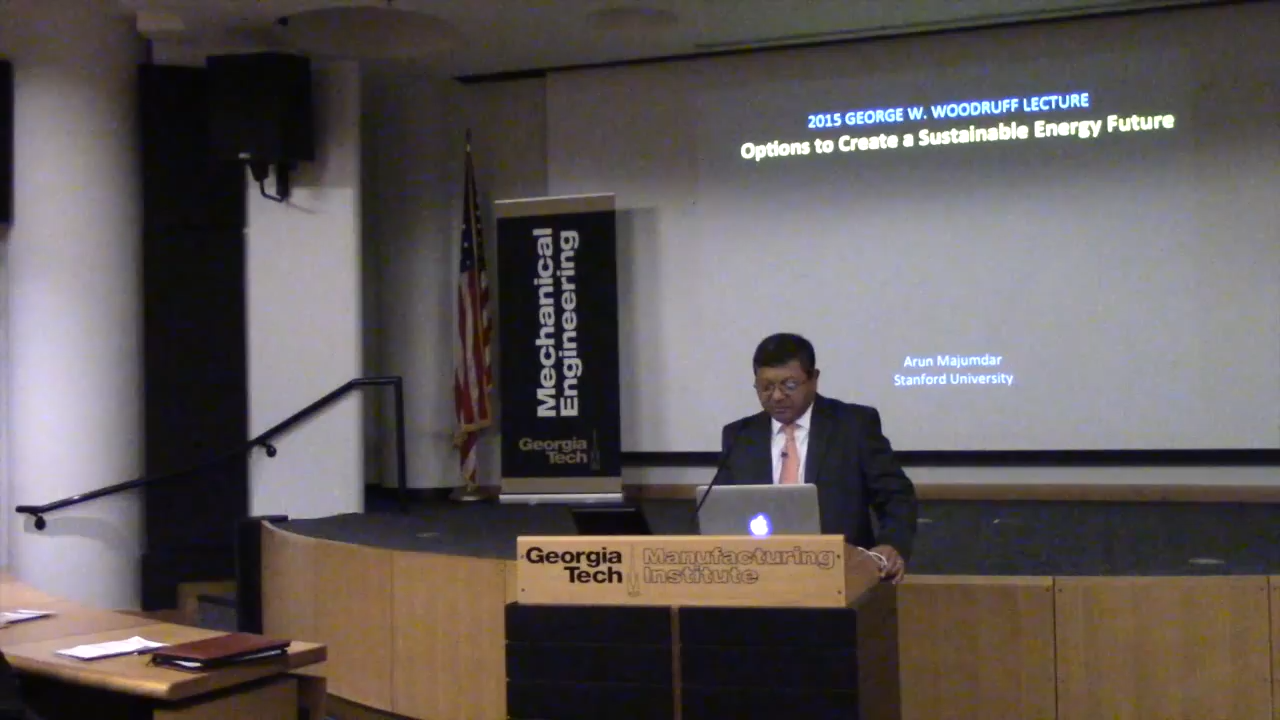 2015 GEORGE W. WOODRUFF LECTURE
Options to Create a Sustainable Energy Future
Arun Majumdar
Stanford University
Mechanical
Engineering
Georgia
Tech
Georgia
Tech
Manufacturing
Institute